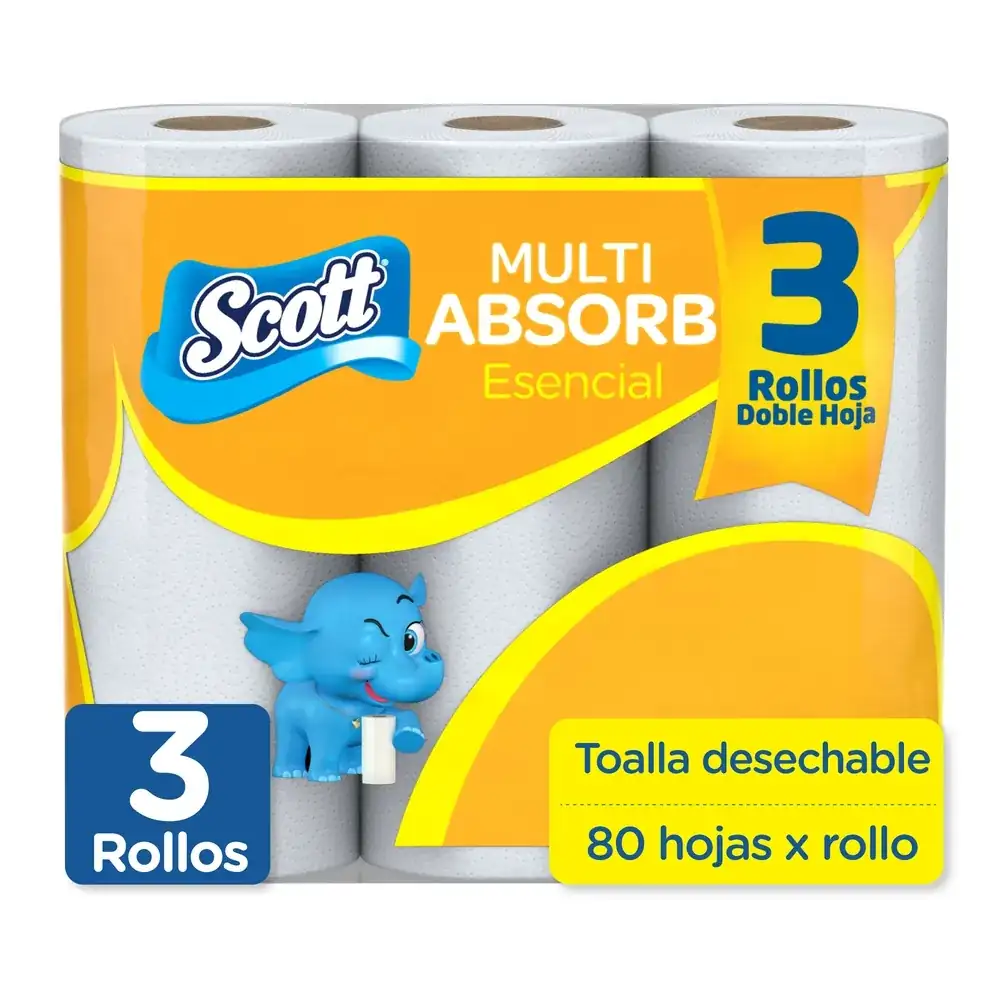 Scott
MULTI
ABSORB
Esencial
3
Rollos
Doble Hoja
3
Rollos
Toalla desechable
80 hojas x rollo